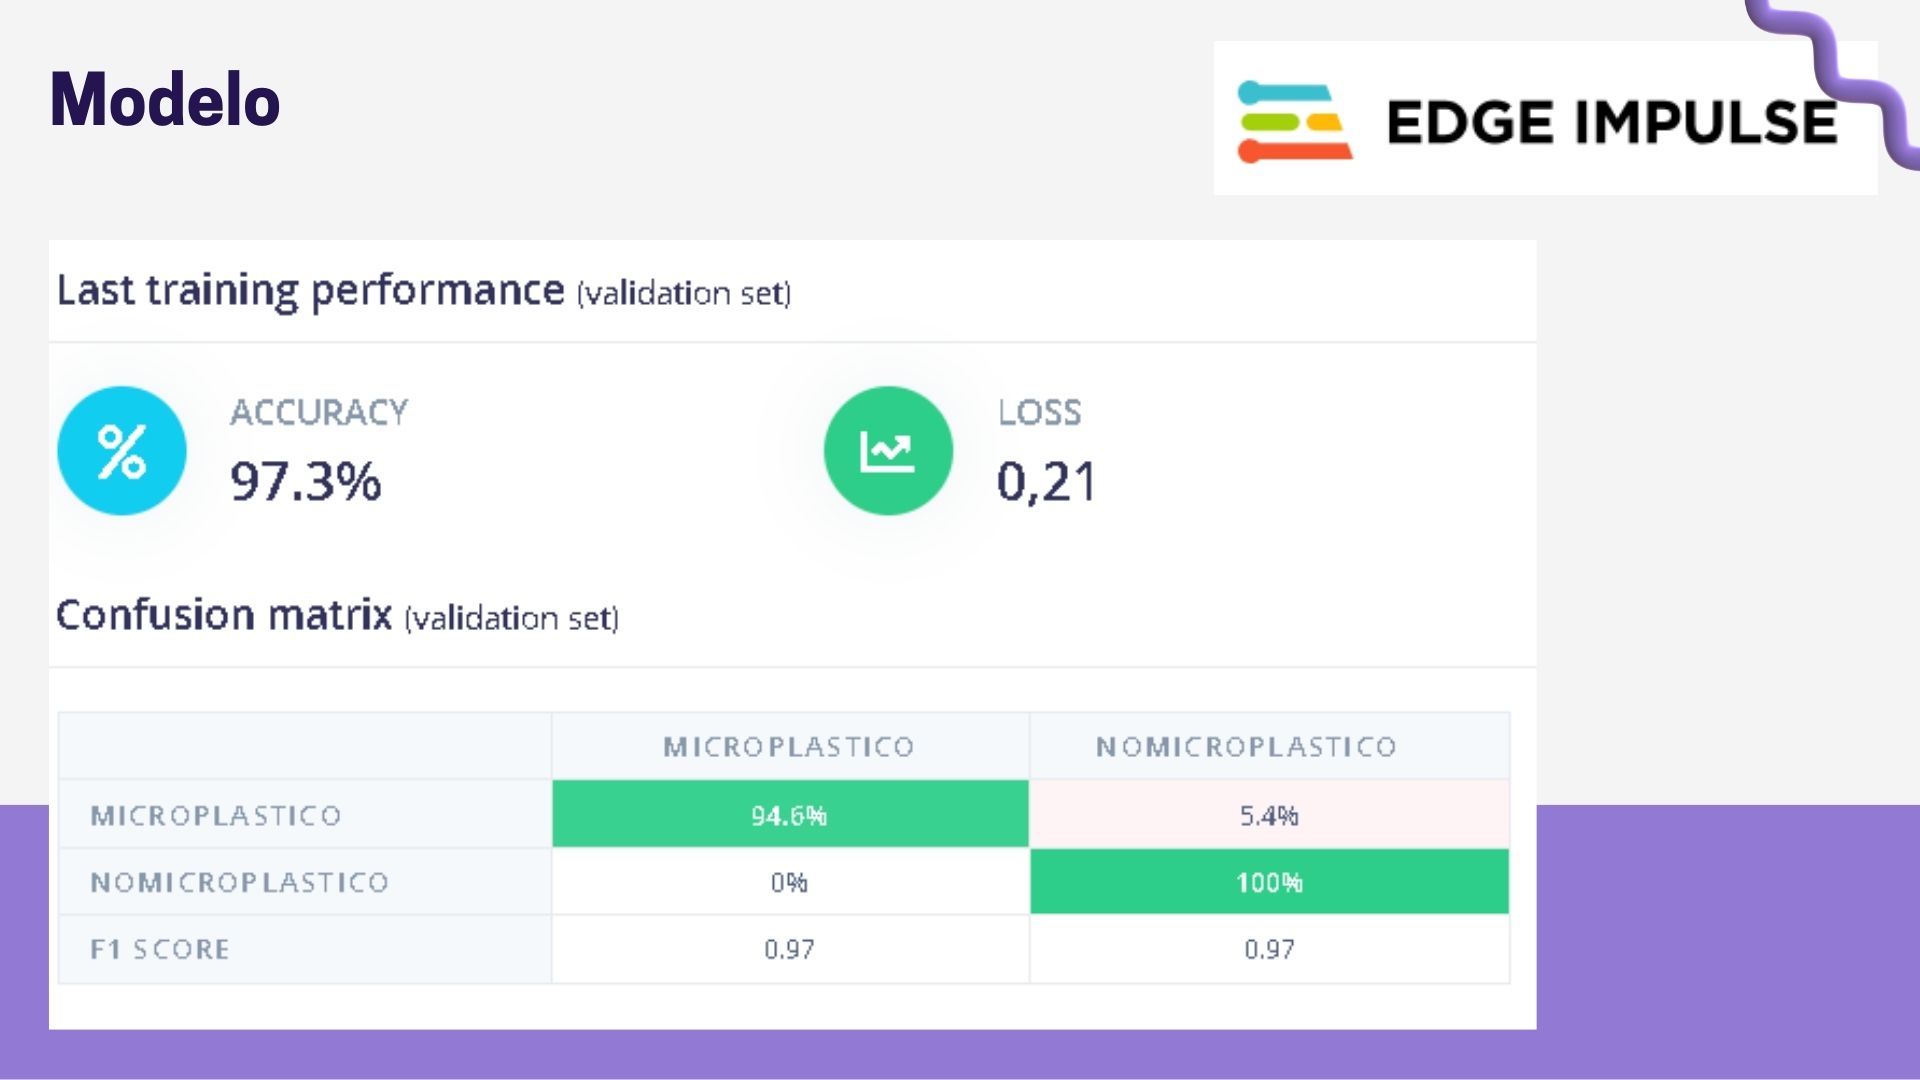 Modelo
EDGE IMPULSE
Last training performance (validation set)
ACCURACY
97.3%
LOSS
0,21
Confusion matrix (validation set)
MICROPLASTICO NOMICROPLASTICO
MICROPLASTICO 94.6% 5.4%
NOMICROPLASTICO 0% 100%
F1 SCORE 0.97 0.97